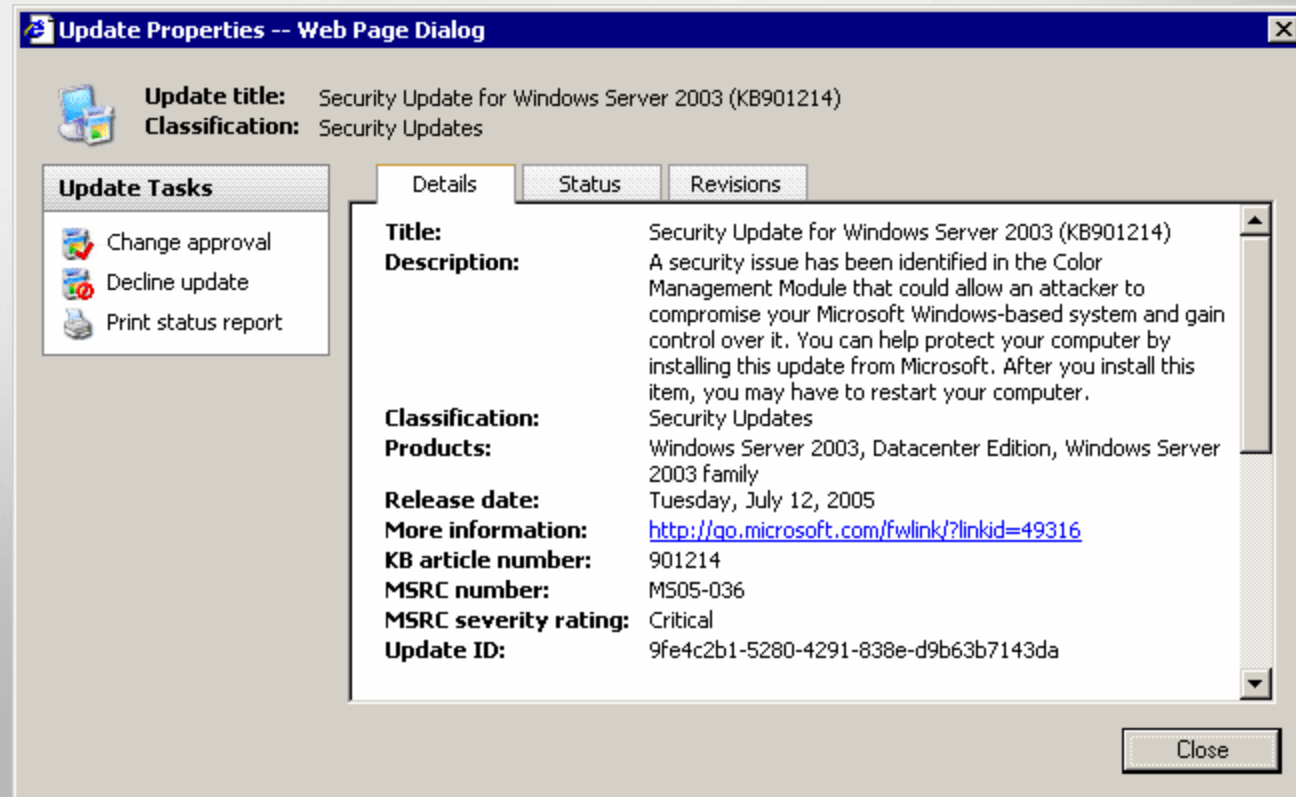 Update Properties -- Web Page Dialog
Update title: Security Update for Windows Server 2003 (KB901214)
Classification: Security Updates
Update Tasks
Change approval
Decline update
Print status report
Details Status Revisions
Title: Security Update for Windows Server 2003 (KB901214)
Description: A security issue has been identified in the Color
Management Module that could allow an attacker to
compromise your Microsoft Windows-based system and gain
control over it. You can help protect your computer by
installing this update from Microsoft. After you install this
item, you may have to restart your computer.
Classification: Security Updates
Products: Windows Server 2003, Datacenter Edition, Windows Server
2003 family
Release date: Tuesday, July 12, 2005
More information: http://go.microsoft.com/fwlink/?linkid=49316
KB article number: 901214
MSRC number: MS05-036
MSRC severity rating: Critical
Update ID: 9fe4c2b1-5280-4291-838e-d9b63b7143da
Close